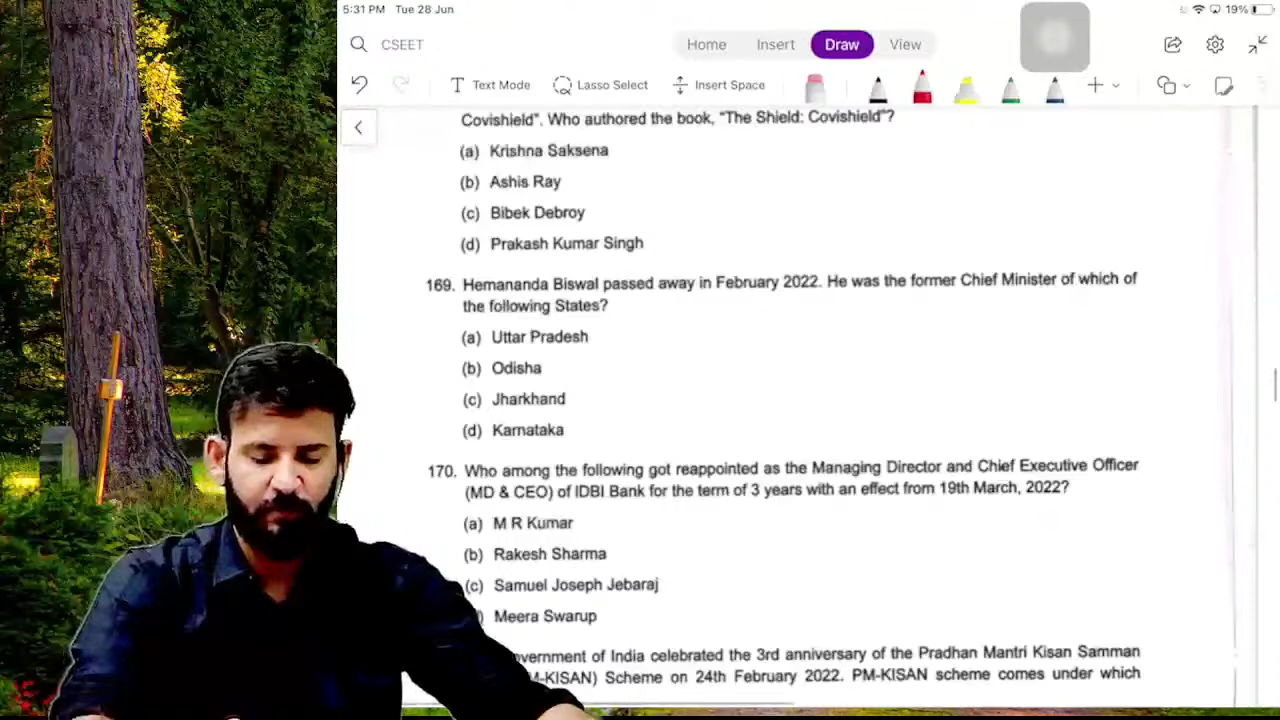 5:31 PM Tue 28 Jun
19%
CSEET
Home Insert Draw View
Text Mode Lasso Select Insert Space
Covishield". Who authored the book, "The Shield: Covishield"?
(a) Krishna Saksena
(b) Ashis Ray
(c) Bibek Debroy
(d) Prakash Kumar Singh
169. Hemananda Biswal passed away in February 2022. He was the former Chief Minister of which of
the following States?
(a) Uttar Pradesh
(b) Odisha
(c) Jharkhand
(d) Karnataka
170. Who among the following got reappointed as the Managing Director and Chief Executive Officer
(MD & CEO) of IDBI Bank for the term of 3 years with an effect from 19th March, 2022?
(a) M R Kumar
(b) Rakesh Sharma
(c) Samuel Joseph Jebaraj
) Meera Swarup
vernment of India celebrated the 3rd anniversary of the Pradhan Mantri Kisan Samman
M-KISAN) Scheme on 24th February 2022. PM-KISAN scheme comes under which